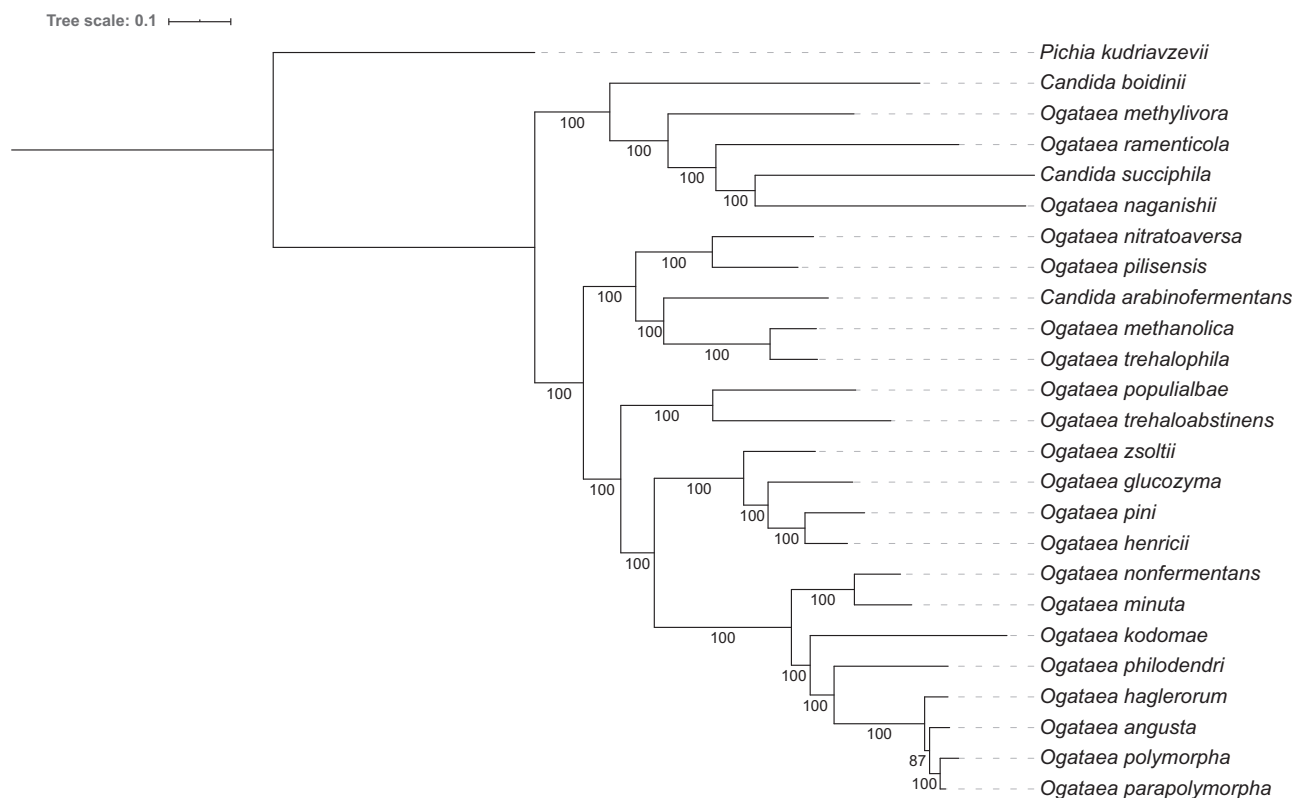 Tree scale: 0.1
Pichia kudriavzevii
Candida boidinii
100
Ogataea methylivora
100
Ogataea ramenticola
100
Candida succiphila
100
Ogataea naganishii
Ogataea nitratoaversa
100
Ogataea pilisensis
100
Candida arabinofermentans
100
Ogataea methanolica
100
Ogataea trehalophila
100
Ogataea populialbae
100
Ogataea trehaloabstinens
Ogataea zsoltii
100
100
Ogataea glucozyma
100
Ogataea pini
100
Ogataea henricii
100
Ogataea nonfermentans
100
Ogataea minuta
100
Ogataea kodomae
100
Ogataea philodendri
100
Ogataea haglerorum
100
Ogataea angusta
87
Ogataea polymorpha
100
Ogataea parapolymorpha